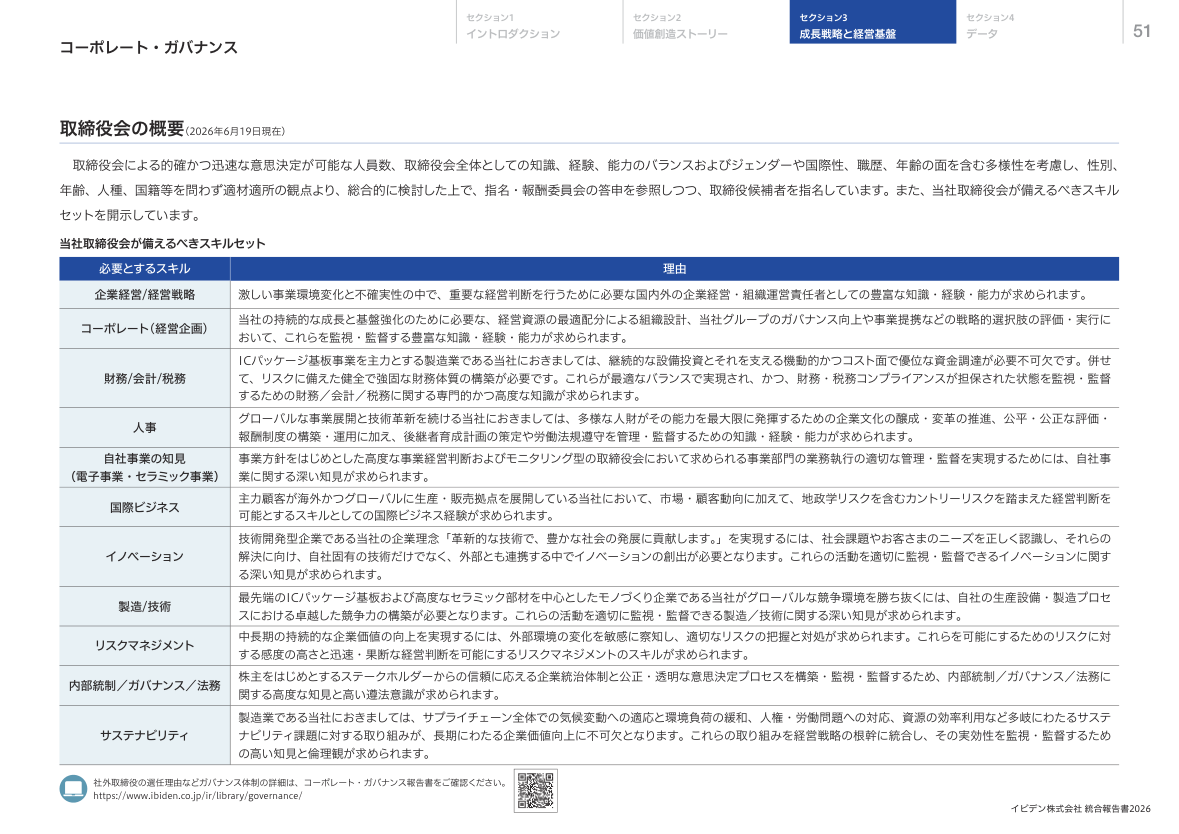 コーポレート・ガバナンス
セクション1
イントロダクション
セクション2
価値創造ストーリー
セクション3
成長戦略と経営基盤
セクション4
データ
51
取締役会の概要(2026年6月19日現在)
取締役会による的確かつ迅速な意思決定が可能な人員数、取締役会全体としての知識、経験、能力のバランスおよびジェンダーや国際性、職歴、年齢の面を含む多様性を考慮し、性別、
年齢、人種、国籍等を問わず適材適所の観点より、総合的に検討した上で、指名・報酬委員会の答申を参照しつつ、取締役候補者を指名しています。また、当社取締役会が備えるべきスキル
セットを開示しています。
当社取締役会が備えるべきスキルセット
必要とするスキル
理由
企業経営/経営戦略
激しい事業環境変化と不確実性の中で、重要な経営判断を行うために必要な国内外の企業経営・組織運営責任者としての豊富な知識・経験・能力が求められます。
コーポレート(経営企画)
当社の持続的な成長と基盤強化のために必要な、経営資源の最適配分による組織設計、当社グループのガバナンス向上や事業提携などの戦略的選択肢の評価・実行に
おいて、これらを監視・監督する豊富な知識・経験・能力が求められます。
財務/会計/税務
ICパッケージ基板事業を主力とする製造業である当社におきましては、継続的な設備投資とそれを支える機動的かつコスト面で優位な資金調達が必要不可欠です。併せ
て、リスクに備えた健全で強固な財務体質の構築が必要です。これらが最適なバランスで実現され、かつ、財務・税務コンプライアンスが担保された状態を監視・監督
するための財務/会計/税務に関する専門的かつ高度な知識が求められます。
人事
グローバルな事業展開と技術革新を続ける当社におきましては、多様な人財がその能力を最大限に発揮するための企業文化の醸成・変革の推進、公平・公正な評価・
報酬制度の構築・運用に加え、後継者育成計画の策定や労働法規遵守を管理・監督するための知識・経験・能力が求められます。
自社事業の知見
(電子事業・セラミック事業)
事業方針をはじめとした高度な事業経営判断およびモニタリング型の取締役会において求められる事業部門の業務執行の適切な管理・監督を実現するためには、自社事
業に関する深い知見が求められます。
国際ビジネス
主力顧客が海外かつグローバルに生産・販売拠点を展開している当社において、市場・顧客動向に加えて、地政学リスクを含むカントリーリスクを踏まえた経営判断を
可能とするスキルとしての国際ビジネス経験が求められます。
イノベーション
技術開発型企業である当社の企業理念「革新的な技術で、豊かな社会の発展に貢献します。」を実現するには、社会課題やお客さまのニーズを正しく認識し、それらの
解決に向け、自社固有の技術だけでなく、外部とも連携する中でイノベーションの創出が必要となります。これらの活動を適切に監視・監督できるイノベーションに関す
る深い知見が求められます。
製造/技術
最先端のICパッケージ基板および高度なセラミック部材を中心としたモノづくり企業である当社がグローバルな競争環境を勝ち抜くには、自社の生産設備・製造プロセ
スにおける卓越した競争力の構築が必要となります。これらの活動を適切に監視・監督できる製造/技術に関する深い知見が求められます。
リスクマネジメント
中長期の持続的な企業価値の向上を実現するには、外部環境の変化を敏感に察知し、適切なリスクの把握と対処が求められます。これらを可能にするためのリスクに対
する感度の高さと迅速・果断な経営判断を可能にするリスクマネジメントのスキルが求められます。
内部統制/ガバナンス/法務
株主をはじめとするステークホルダーからの信頼に応える企業統治体制と公正・透明な意思決定プロセスを構築・監視・監督するため、内部統制/ガバナンス/法務に
関する高度な知見と高い遵法意識が求められます。
サステナビリティ
製造業である当社におきましては、サプライチェーン全体での気候変動への適応と環境負荷の緩和、人権・労働問題への対応、資源の効率利用など多岐にわたるサステ
ナビリティ課題に対する取り組みが、長期にわたる企業価値向上に不可欠となります。これらの取り組みを経営戦略の根幹に統合し、その実効性を監視・監督するため
の高い知見と倫理観が求められます。
社外取締役の選任理由などガバナンス体制の詳細は、コーポレート・ガバナンス報告書をご確認ください。
https://www.ibiden.co.jp/ir/library/governance/
イビデン株式会社 統合報告書2026